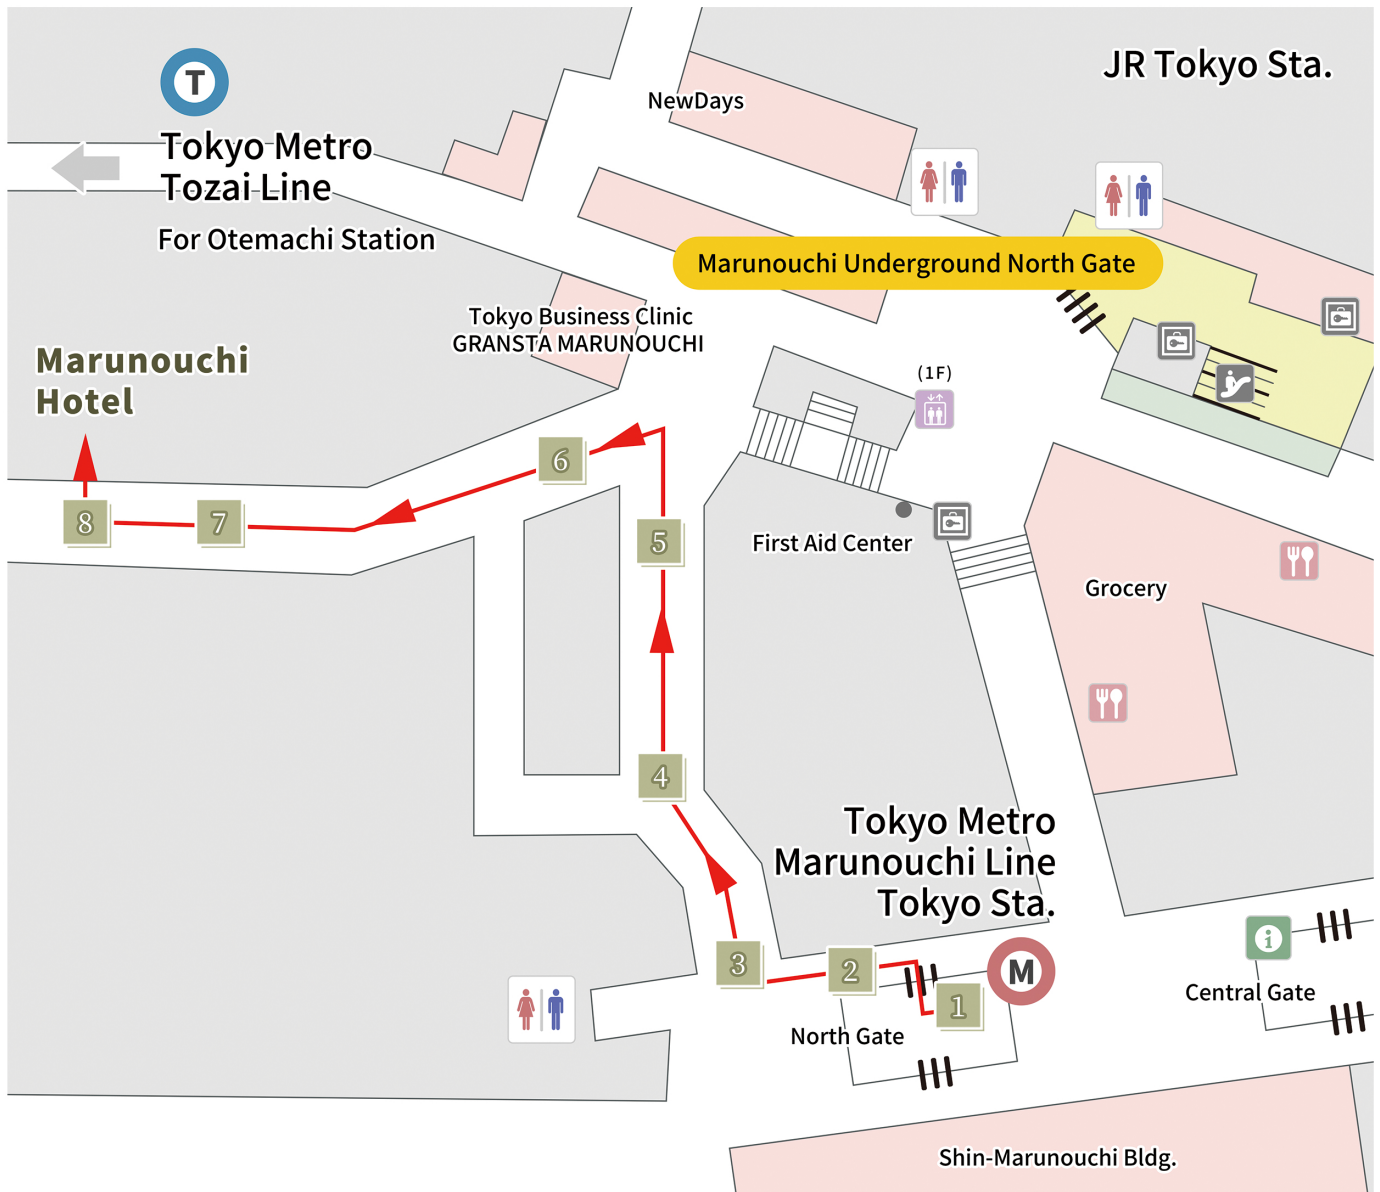 T
JR Tokyo Sta.
NewDays
Tokyo Metro
Tozai Line
For Otemachi Station
Marunouchi Underground North Gate
Tokyo Business Clinic
GRANSTA MARUNOUCHI
Marunouchi
Hotel
(1F)
6
8
7
5
First Aid Center
Grocery
4
Tokyo Metro
Marunouchi Line
Tokyo Sta.
3
2
M
1
i
Central Gate
North Gate
Shin-Marunouchi Bldg.